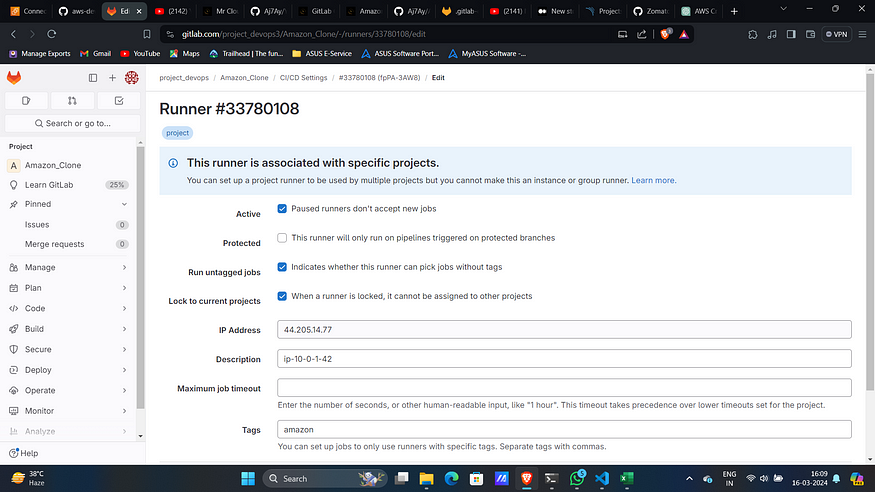 Connec
aws-de
Edi
(2142)
Mr Clo
Aj7Ay/
GitLab
Amazo
Aj7Ay/A
.gitlab-
(2141)
New st
Project
Zomato
AWS C
gitlab.com/project_devops3/Amazon_Clone/-/runners/33780108/edit
VPN
Manage Exports
Gmail
YouTube
Maps
Trailhead | The fun...
ASUS E-Service
ASUS Software Port...
MyASUS Software -...
project_devops / Amazon_Clone / CI/CD Settings / #33780108 (fpPA-3AW8) / Edit
Search or go to...
Project
A Amazon_Clone
Learn GitLab 25%
Pinned
Issues 0
Merge requests 0
Manage
Plan
Code
Build
Secure
Deploy
Operate
Monitor
Analyze
Help
Runner #33780108
project
This runner is associated with specific projects.
You can set up a project runner to be used by multiple projects but you cannot make this an instance or group runner. Learn more.
Active Paused runners don't accept new jobs
Protected This runner will only run on pipelines triggered on protected branches
Run untagged jobs Indicates whether this runner can pick jobs without tags
Lock to current projects When a runner is locked, it cannot be assigned to other projects
IP Address 44.205.14.77
Description ip-10-0-1-42
Maximum job timeout
Enter the number of seconds, or other human-readable input, like "1 hour". This timeout takes precedence over lower timeouts set for the project.
Tags amazon
You can set up jobs to only use runners with specific tags. Separate tags with commas.
38°C
Haze
Search
ENG
IN
16:09
16-03-2024